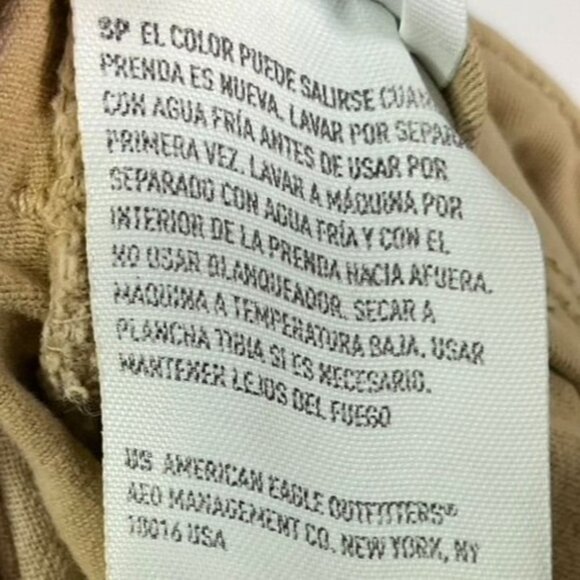 SP EL COLOR PUEDE SALIRSE CUAN
PRENDA ES NUEVA. LAVAR POR SEPARA
CON AGUA FRÍA ANTES DE USAR POR
PRIMERA VEZ. LAVAR A MÁQUINA POR
SEPARADO CON AGUA FRÍA Y CON EL
INTERIOR DE LA PRENDA HACIA AFUERA.
NO USAR BLANQUEADOR. SECAR A
MAQUINA A TEMPERATURA BAJA. USAR
PLANCHA TIBIA SI ES NECESARIO.
MANTENER LEJOS DEL FUEGO
US AMERICAN EAGLE OUTFITTERS®
AEO MANAGEMENT CO. NEW YORK, NY
10016 USA